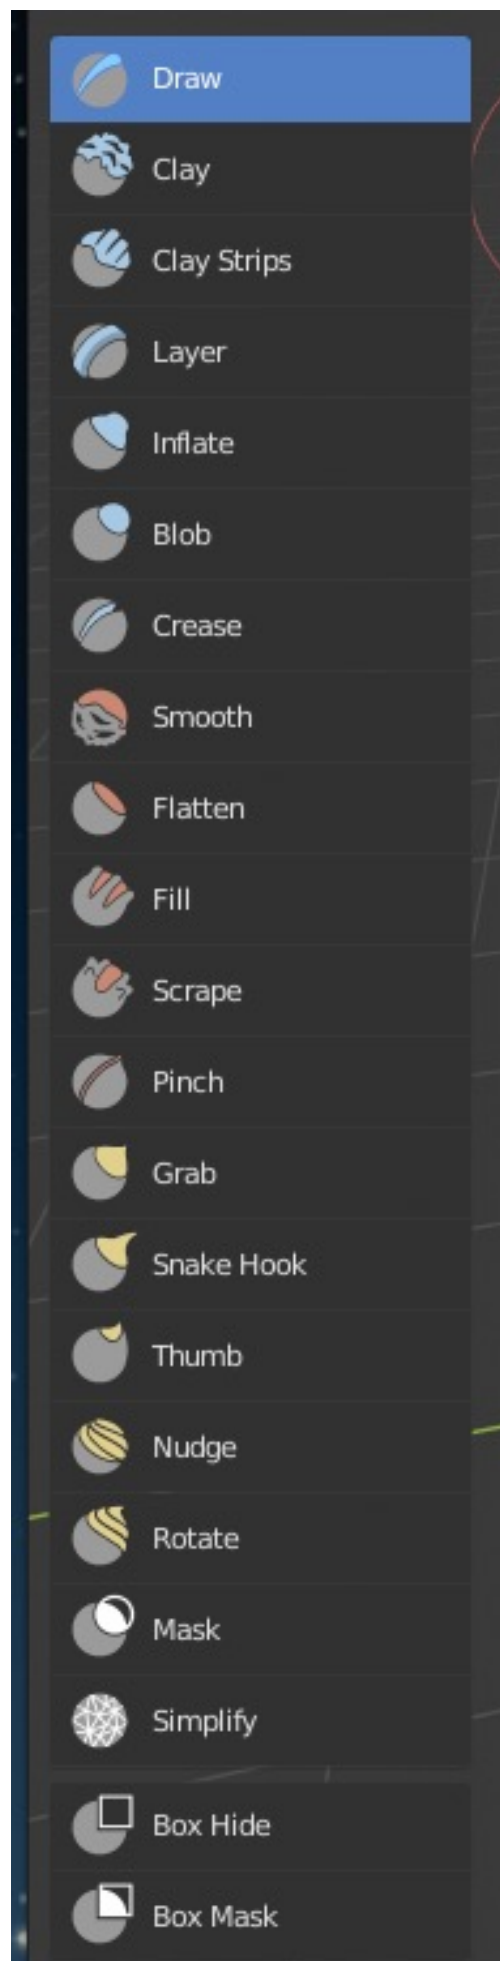 Draw
Clay
Clay Strips
Layer
Inflate
Blob
Crease
Smooth
Flatten
Fill
Scrape
Pinch
Grab
Snake Hook
Thumb
Nudge
Rotate
Mask
Simplify
Box Hide
Box Mask